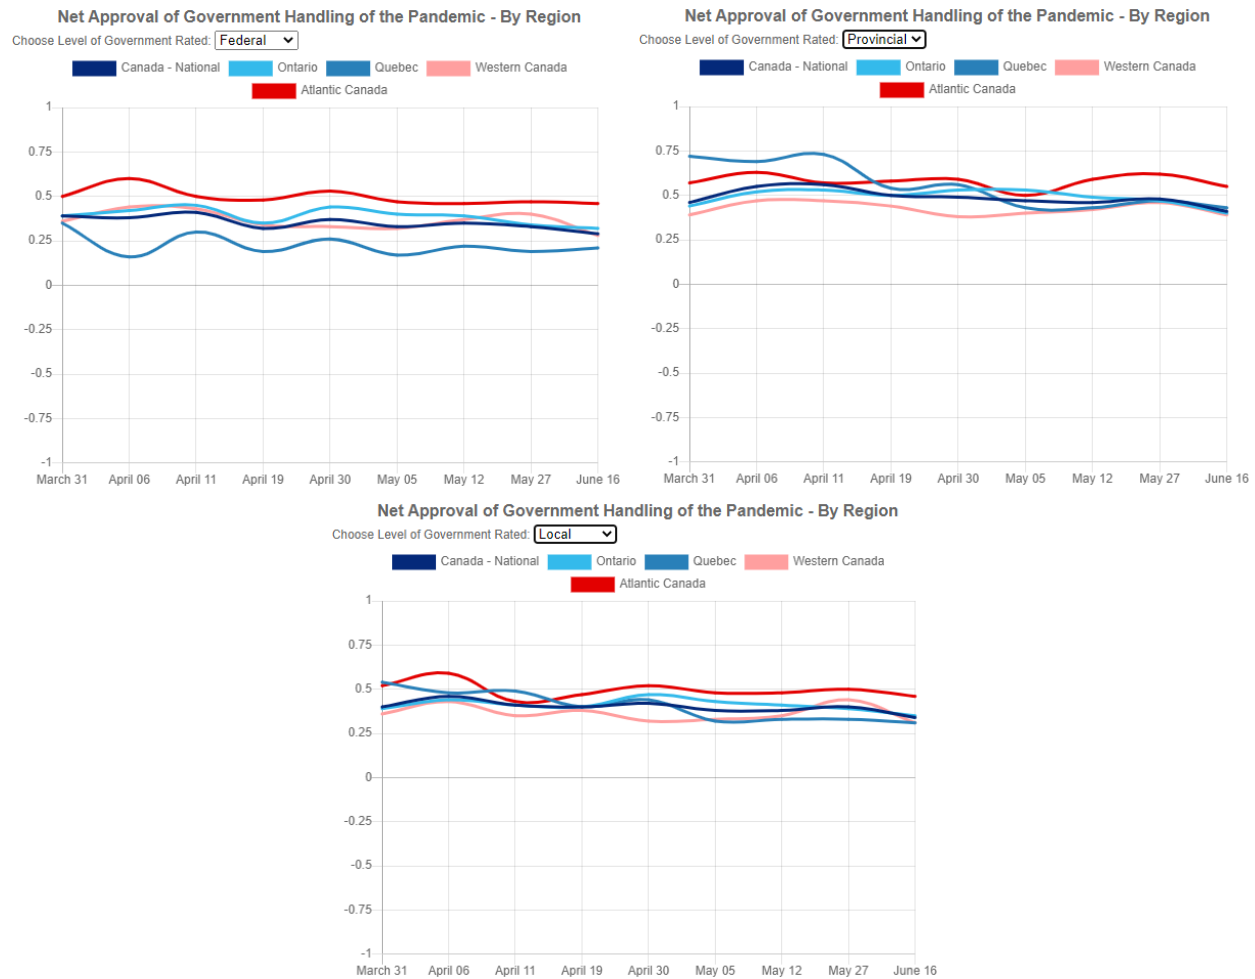 Net Approval of Government Handling of the Pandemic - By Region
Choose Level of Government Rated: Federal
Canada - National Ontario Quebec Western Canada
Atlantic Canada
1
0.75
0.5
0.25
0
-0.25
-0.5
-0.75
-1
March 31 April 06 April 11 April 19 April 30 May 05 May 12 May 27 June 16
Net Approval of Government Handling of the Pandemic - By Region
Choose Level of Government Rated: Provincial
Canada - National Ontario Quebec Western Canada
Atlantic Canada
1
0.75
0.5
0.25
0
-0.25
-0.5
-0.75
-1
March 31 April 06 April 11 April 19 April 30 May 05 May 12 May 27 June 16
Net Approval of Government Handling of the Pandemic - By Region
Choose Level of Government Rated: Local
Canada - National Ontario Quebec Western Canada
Atlantic Canada
1
0.75
0.5
0.25
0
-0.25
-0.5
-0.75
-1
March 31 April 06 April 11 April 19 April 30 May 05 May 12 May 27 June 16